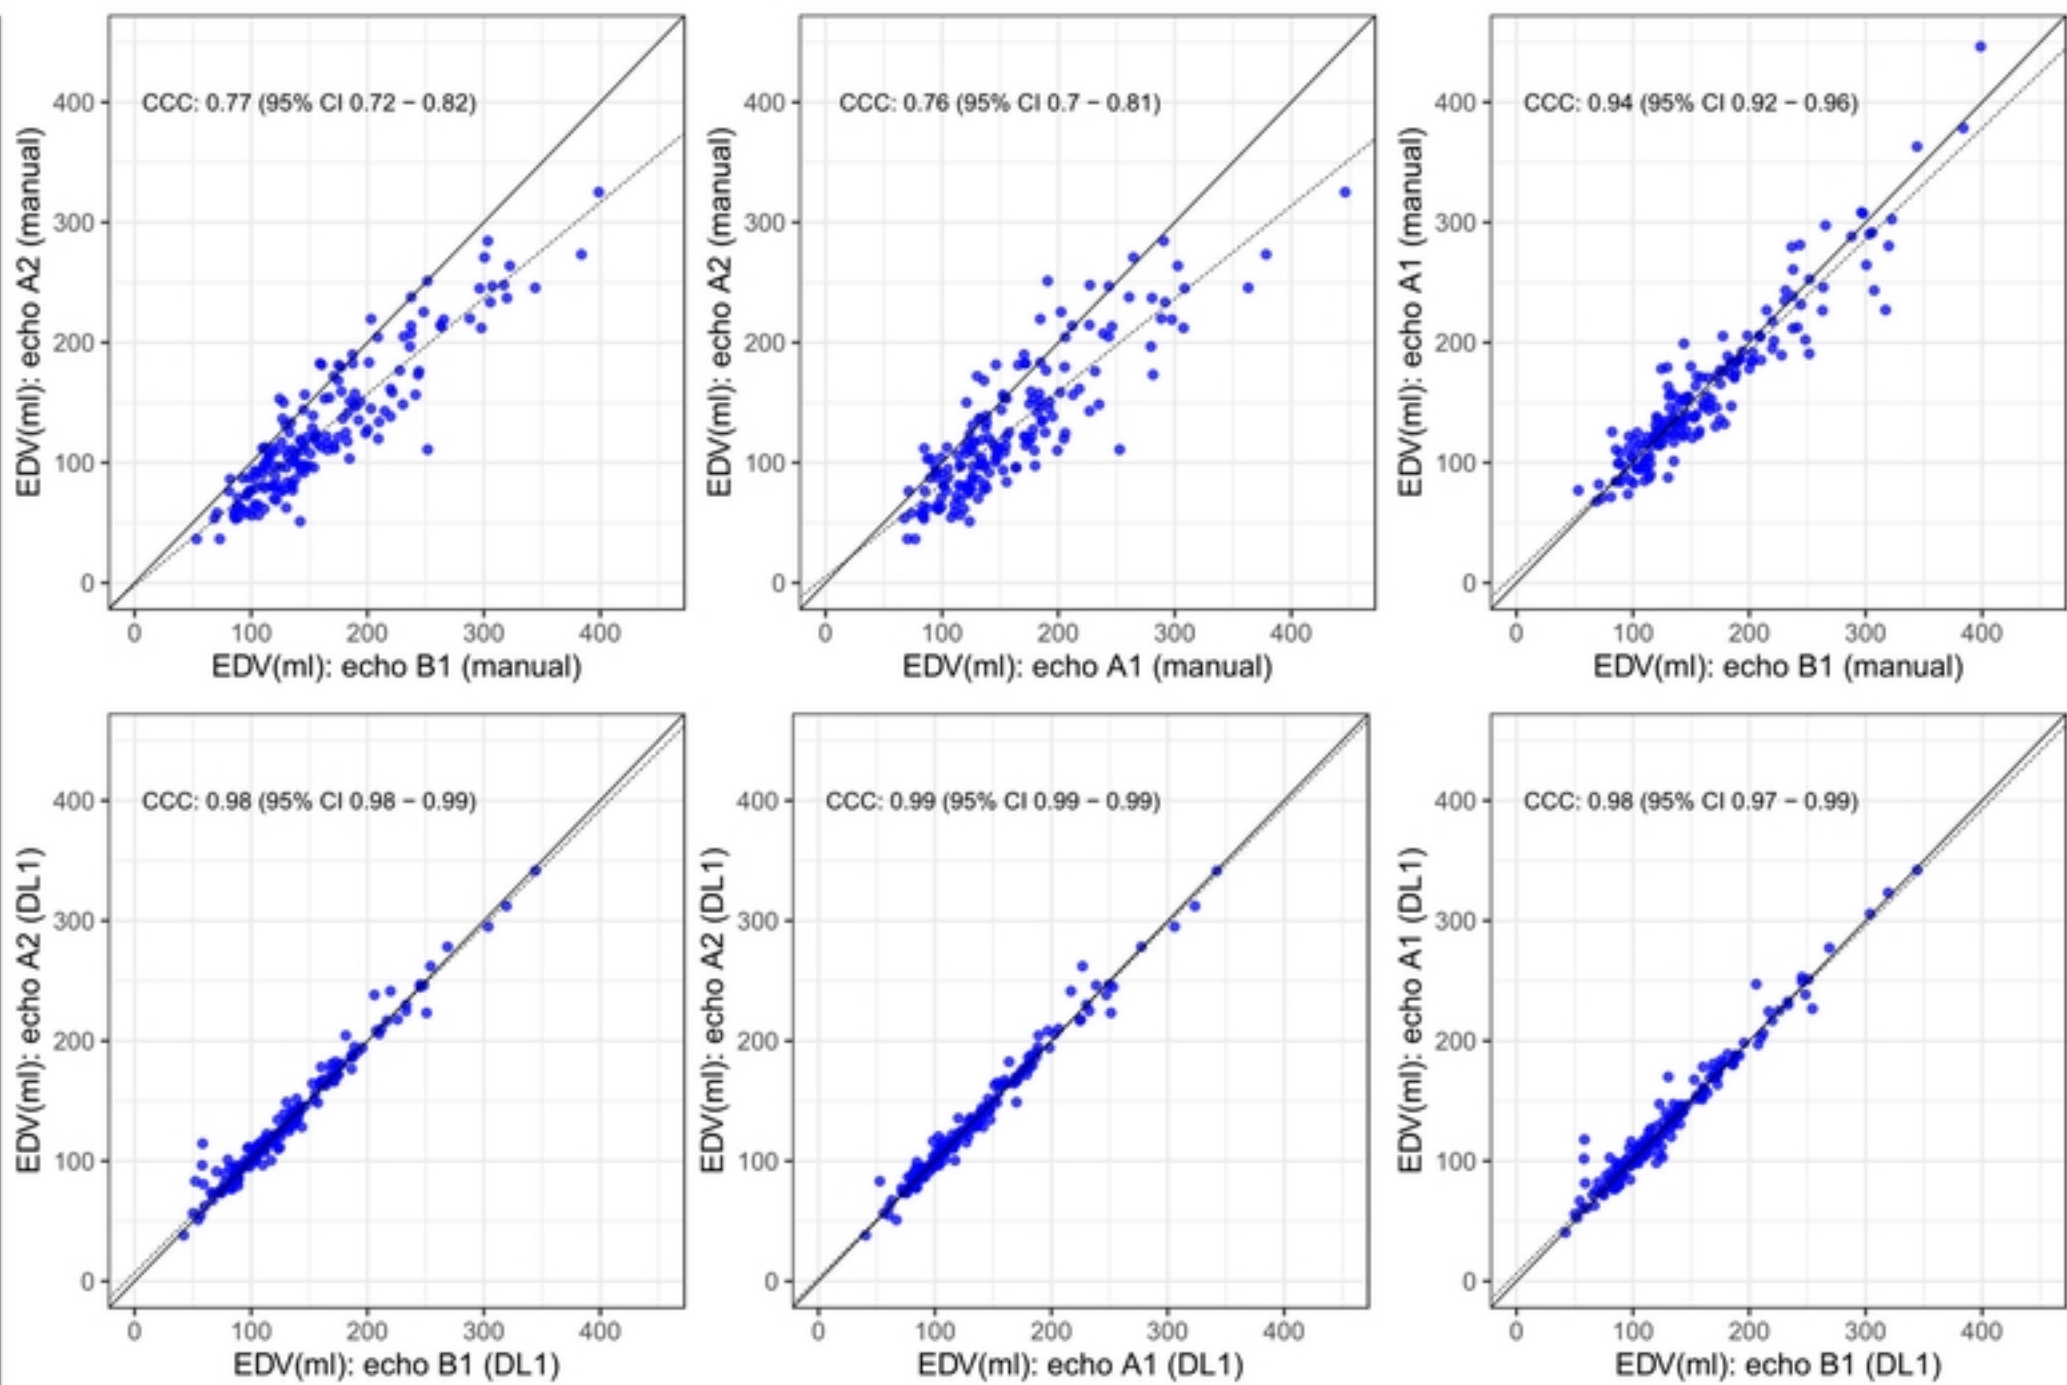 CCC: 0.77 (95% CI 0.72 − 0.82)
EDV(ml): echo A2 (manual)
400
300
200
100
0
0 100 200 300 400
EDV(ml): echo B1 (manual)
CCC: 0.76 (95% CI 0.7 − 0.81)
EDV(ml): echo A2 (manual)
400
300
200
100
0
0 100 200 300 400
EDV(ml): echo A1 (manual)
CCC: 0.94 (95% CI 0.92 − 0.96)
EDV(ml): echo A1 (manual)
400
300
200
100
0
0 100 200 300 400
EDV(ml): echo B1 (manual)
CCC: 0.98 (95% CI 0.98 − 0.99)
EDV(ml): echo A2 (DL1)
400
300
200
100
0
0 100 200 300 400
EDV(ml): echo B1 (DL1)
CCC: 0.99 (95% CI 0.99 − 0.99)
EDV(ml): echo A2 (DL1)
400
300
200
100
0
0 100 200 300 400
EDV(ml): echo A1 (DL1)
CCC: 0.98 (95% CI 0.97 − 0.99)
EDV(ml): echo A1 (DL1)
400
300
200
100
0
0 100 200 300 400
EDV(ml): echo B1 (DL1)